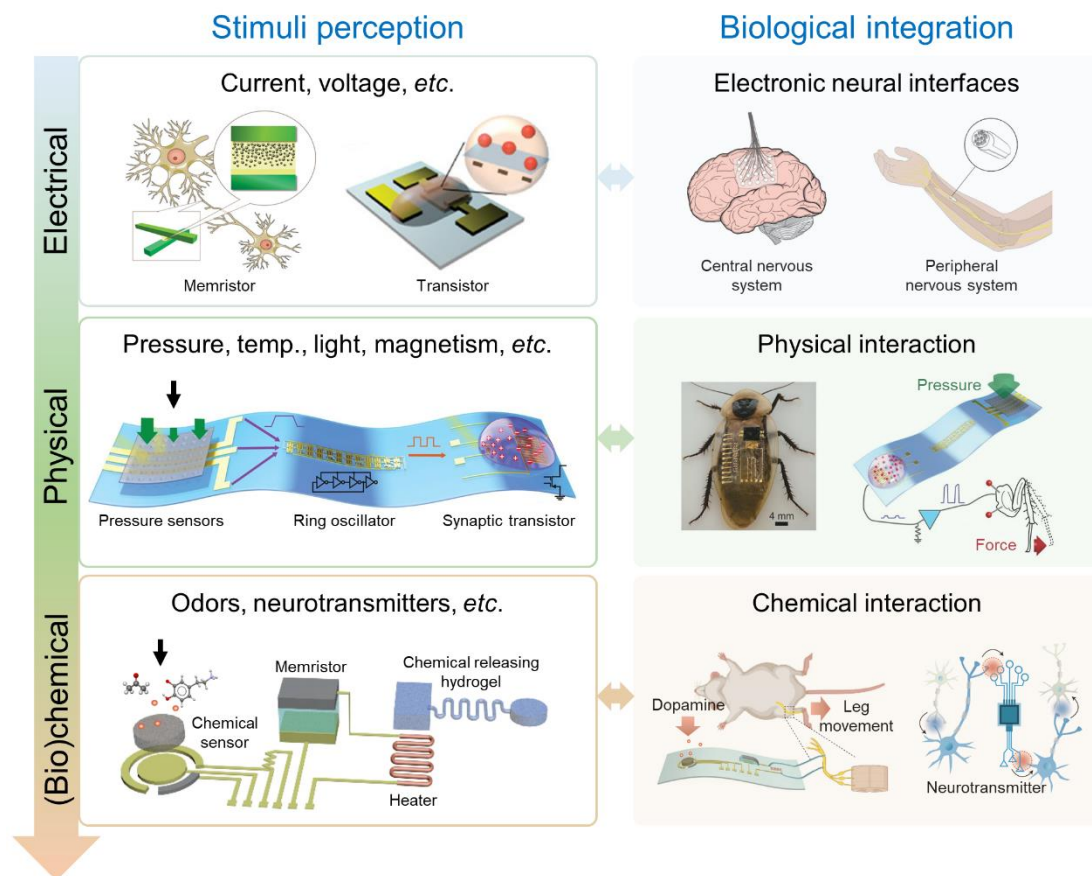 Stimuli perception
Biological integration
Electrical
Current, voltage, etc.
Memristor
Transistor
Electronic neural interfaces
Central nervous
system
Peripheral
nervous system
Physical
Pressure, temp., light, magnetism, etc.
Pressure sensors
Ring oscillator
Synaptic transistor
Physical interaction
4 mm
Pressure
Force
(Bio)chemical
Odors, neurotransmitters, etc.
Chemical
sensor
Memristor
Chemical releasing
hydrogel
Heater
Chemical interaction
Dopamine
Leg
movement
Neurotransmitter